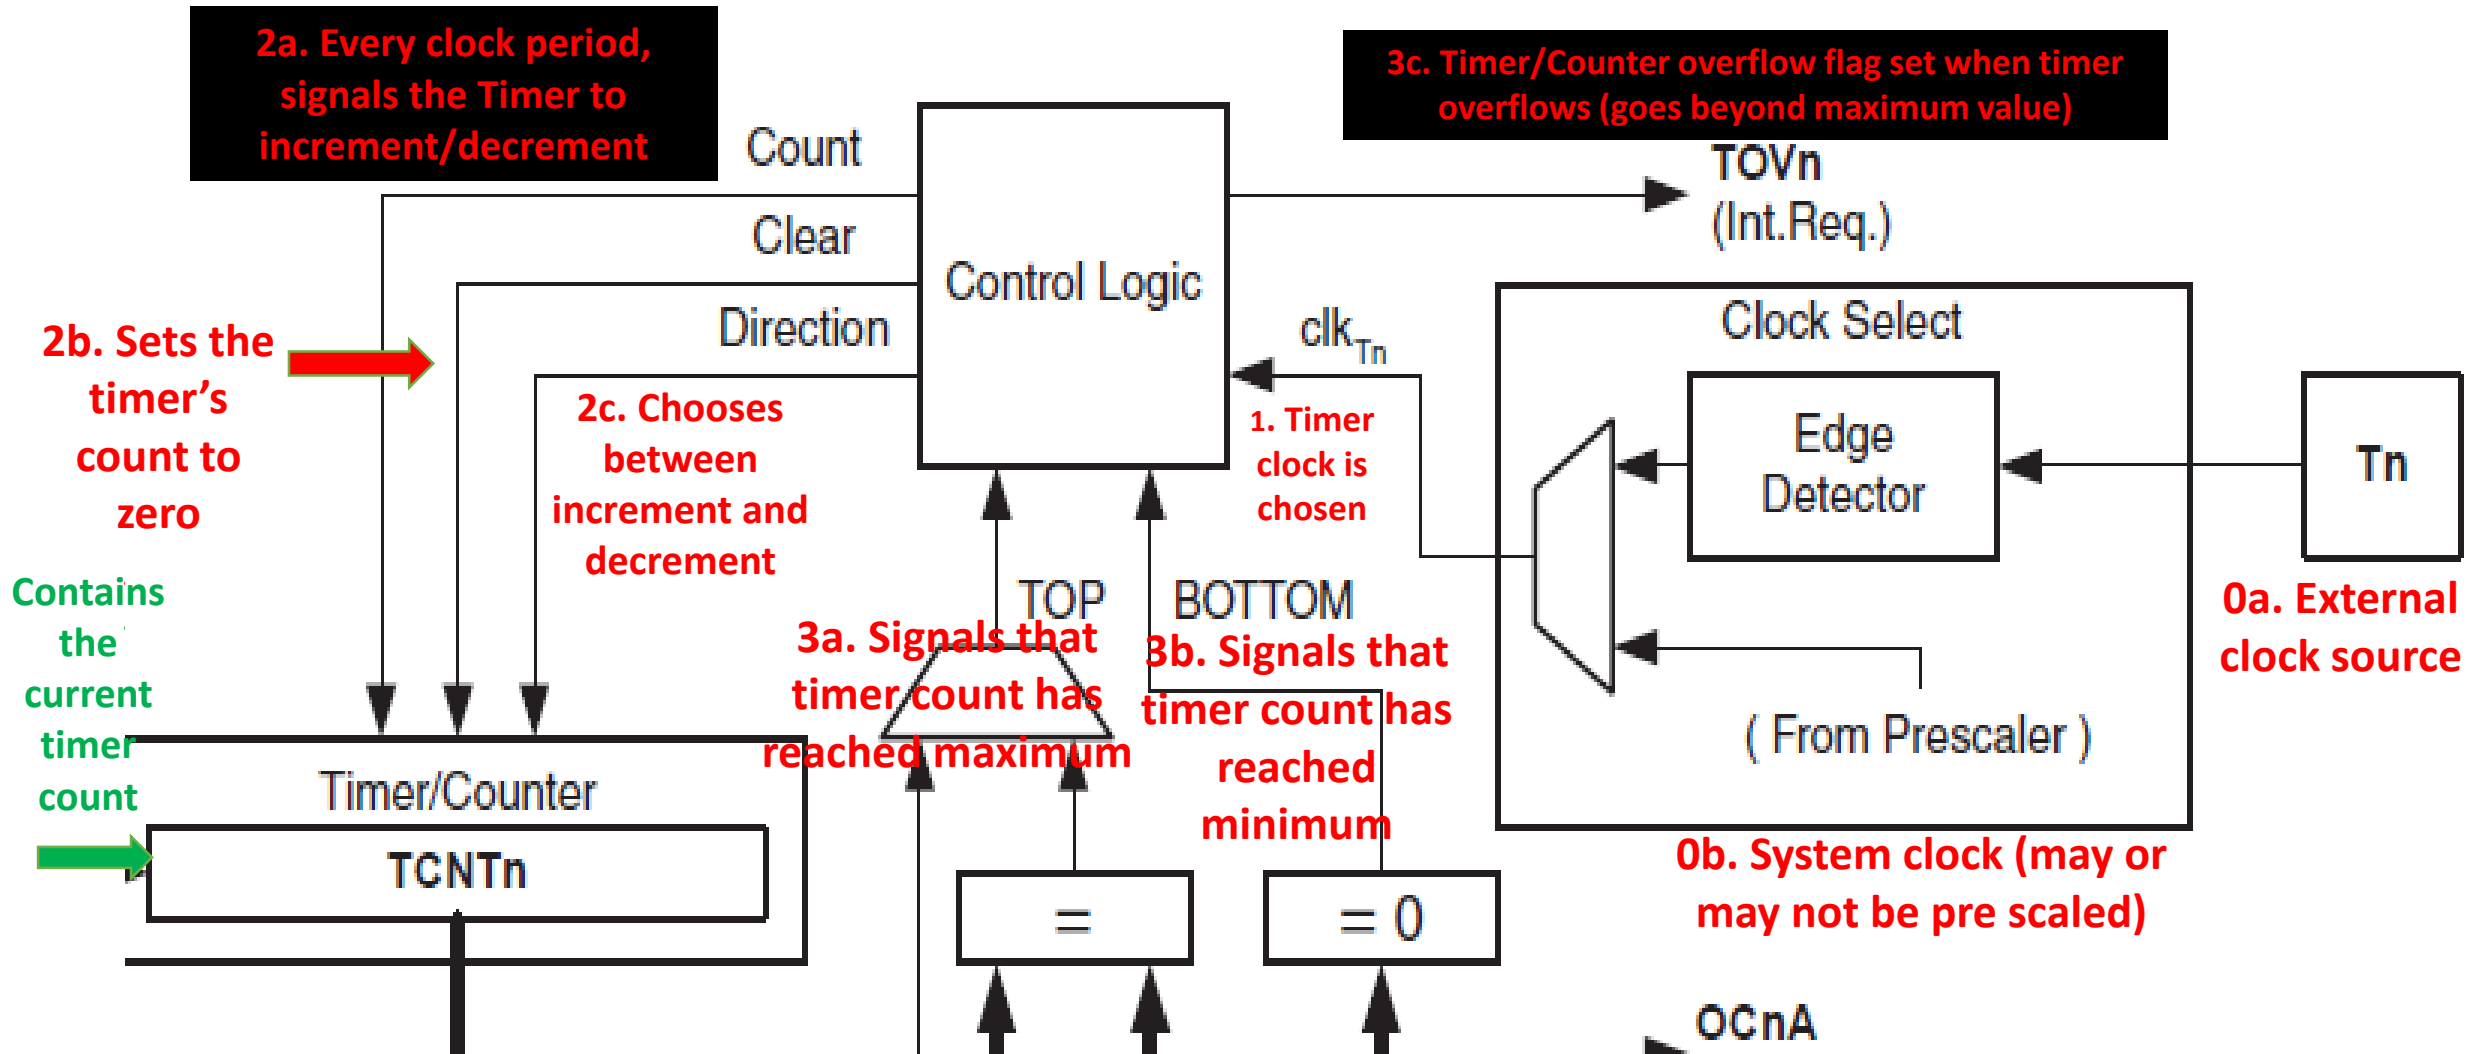 2a. Every clock period,
signals the Timer to
increment/decrement
3c. Timer/Counter overflow flag set when timer
overflows (goes beyond maximum value)
Count
TOVn
(Int.Req.)
Clear
Control Logic
Direction
clkTn
Clock Select
2b. Sets the
timer’s
count to
zero
2c. Chooses
between
increment and
decrement
1. Timer
clock is
chosen
Edge
Detector
Tn
Contains
the
current
timer
count
TOP
BOTTOM
0a. External
clock source
3a. Signals that
timer count has
reached maximum
3b. Signals that
timer count has
reached
minimum
( From Prescaler )
Timer/Counter
TCNTn
=
= 0
0b. System clock (may or
may not be pre scaled)
OCnA